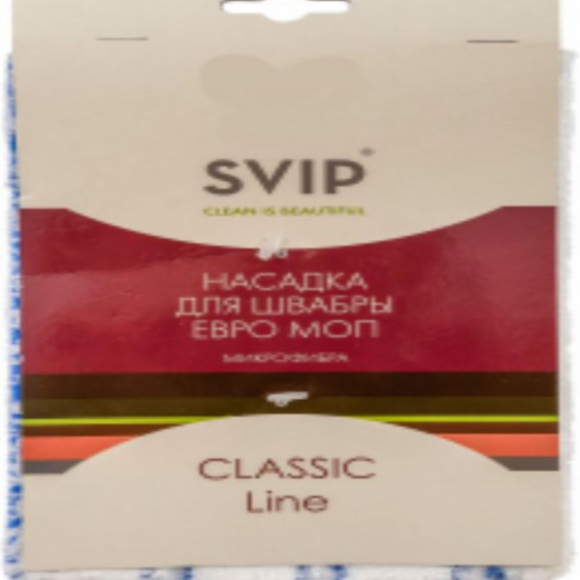 SVIP®
CLEAN IS BEAUTIFUL
НАСАДКА
ДЛЯ ШВАБРЫ
ЕВРО МОП
МИКРОФИБРА
CLASSIC
Line